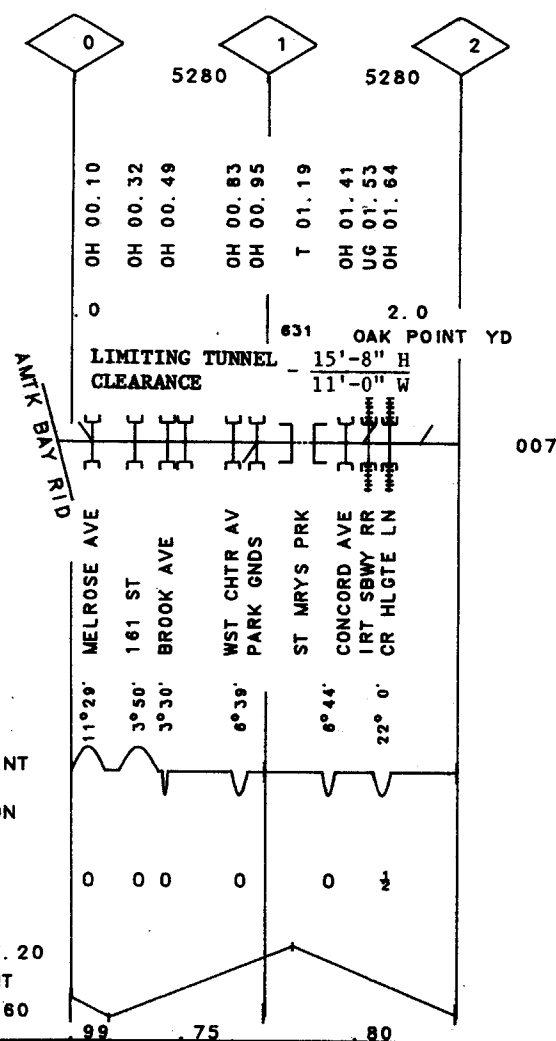 0 1 2
5280 5280
OH 00.10
OH 00.32
OH 00.49
OH 00.83
OH 00.95
T 01.19
OH 01.41
UG 01.53
OH 01.64
.0 2.0
631 OAK POINT YD
LIMITING TUNNEL - 15'-8" H
CLEARANCE 11'-0" W
AMTK BAY RID
007
MELROSE AVE
161 ST
BROOK AVE
WST CHTR AV
PARK GNDS
ST MRYS PRK
CONCORD AVE
IRT SBWY RR
CR HLGTE LN
11°29'
3°50'
3°30'
6°39'
6°44'
22° 0'
NT
ON
0 0 0 0 0 ½
.20
T
60
.99 .75 .80